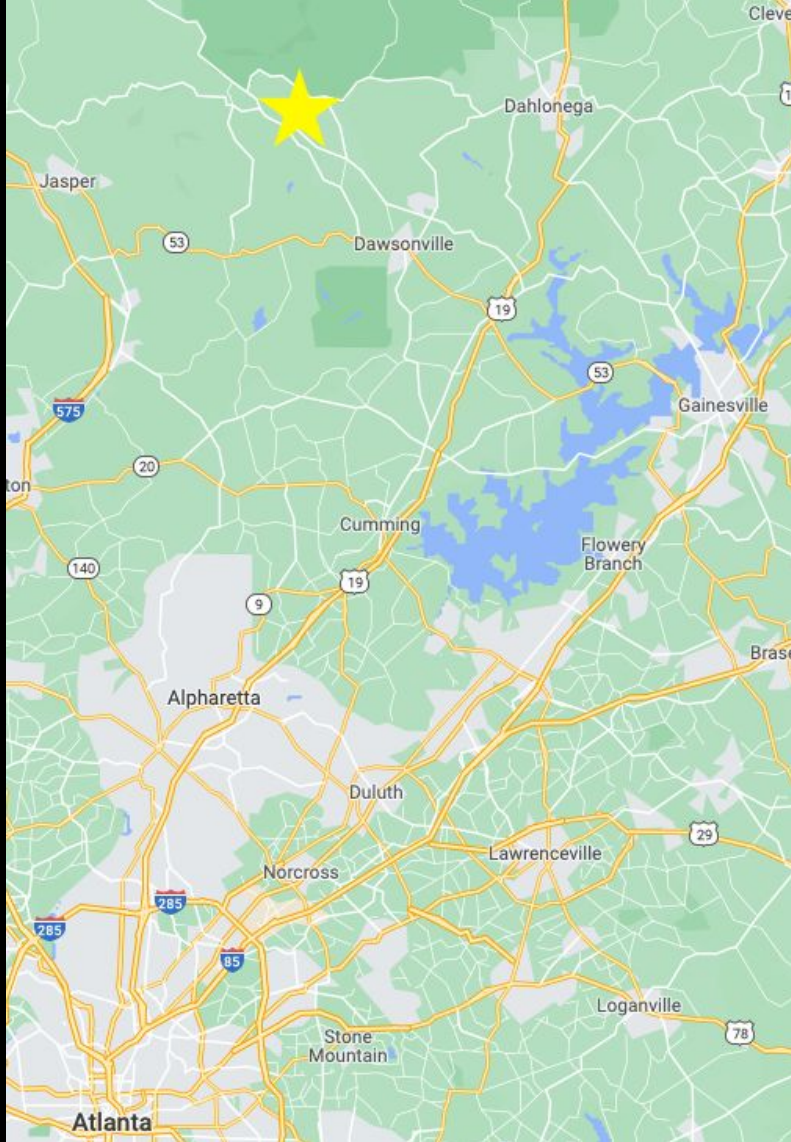 Cleve
Dahlonega
1
Jasper
53
Dawsonville
19
53
575
Gainesville
20
ton
Cumming
Flowery
Branch
140
19
9
Brase
Alpharetta
Duluth
29
Lawrenceville
Norcross
285
285
85
Loganville
78
Stone
Mountain
Atlanta